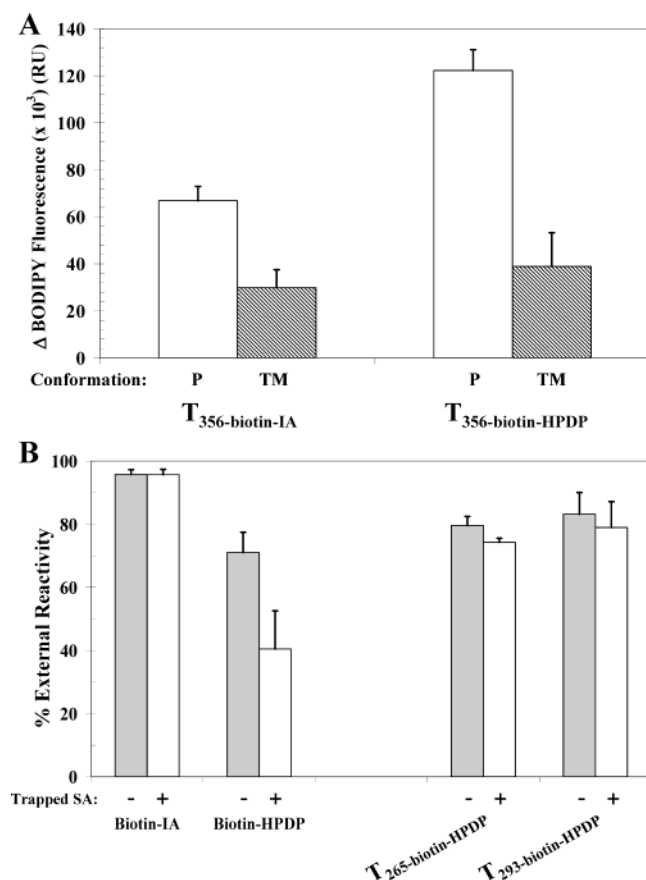 A
Δ BODIPY Fluorescence (x 10³) (RU)
140
120
100
80
60
40
20
0
Conformation: P TM P TM
T356-biotin-IA T356-biotin-HPDP
B
% External Reactivity
100
80
60
40
20
0
Trapped SA: - + - + - + - +
Biotin-IA Biotin-HPDP T265-biotin-HPDP T293-biotin-HPDP